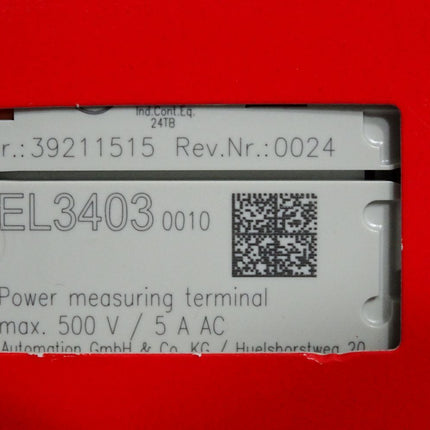 Ind.Cont.Eq.
24TB
r.:39211515 Rev.Nr.:0024
EL3403 0010
Power measuring terminal
max. 500 V / 5 A AC
Automation GmbH & Co. KG / Huelshorstweg 20